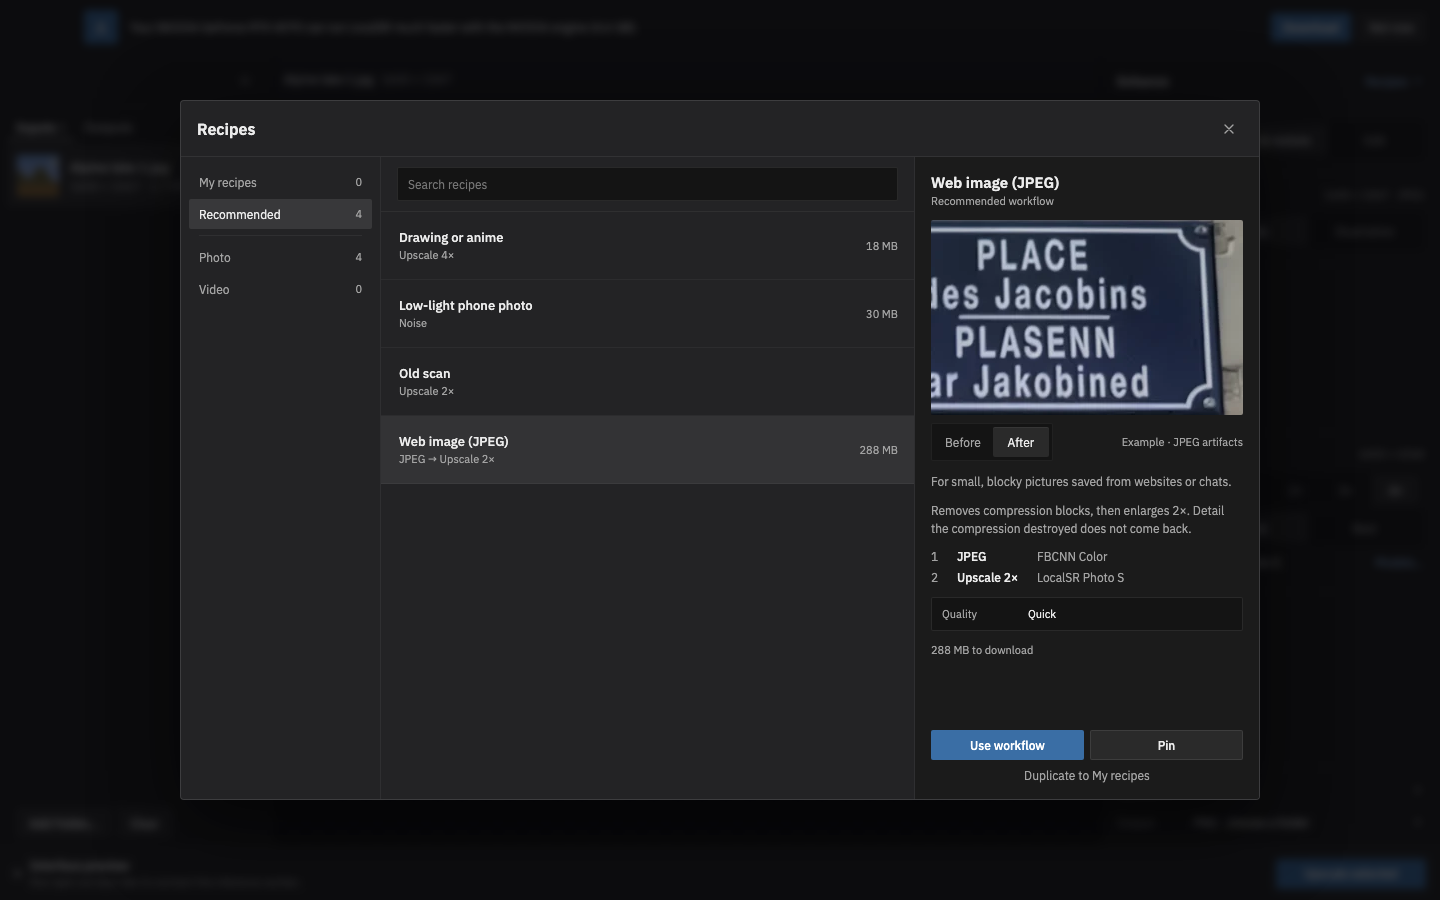 Recipes
My recipes 0
Recommended 4
Photo 4
Video 0
Search recipes
Drawing or anime
Upscale 4×
18 MB
Low-light phone photo
Noise
30 MB
Old scan
Upscale 2×
Web image (JPEG)
JPEG → Upscale 2×
288 MB
Web image (JPEG)
Recommended workflow
PLACE
des Jacobins
PLASENN
ar Jakobined
Before After
Example · JPEG artifacts
For small, blocky pictures saved from websites or chats.
Removes compression blocks, then enlarges 2×. Detail
the compression destroyed does not come back.
1 JPEG FBCNN Color
2 Upscale 2× LocalSR Photo S
Quality Quick
288 MB to download
Use workflow Pin
Duplicate to My recipes